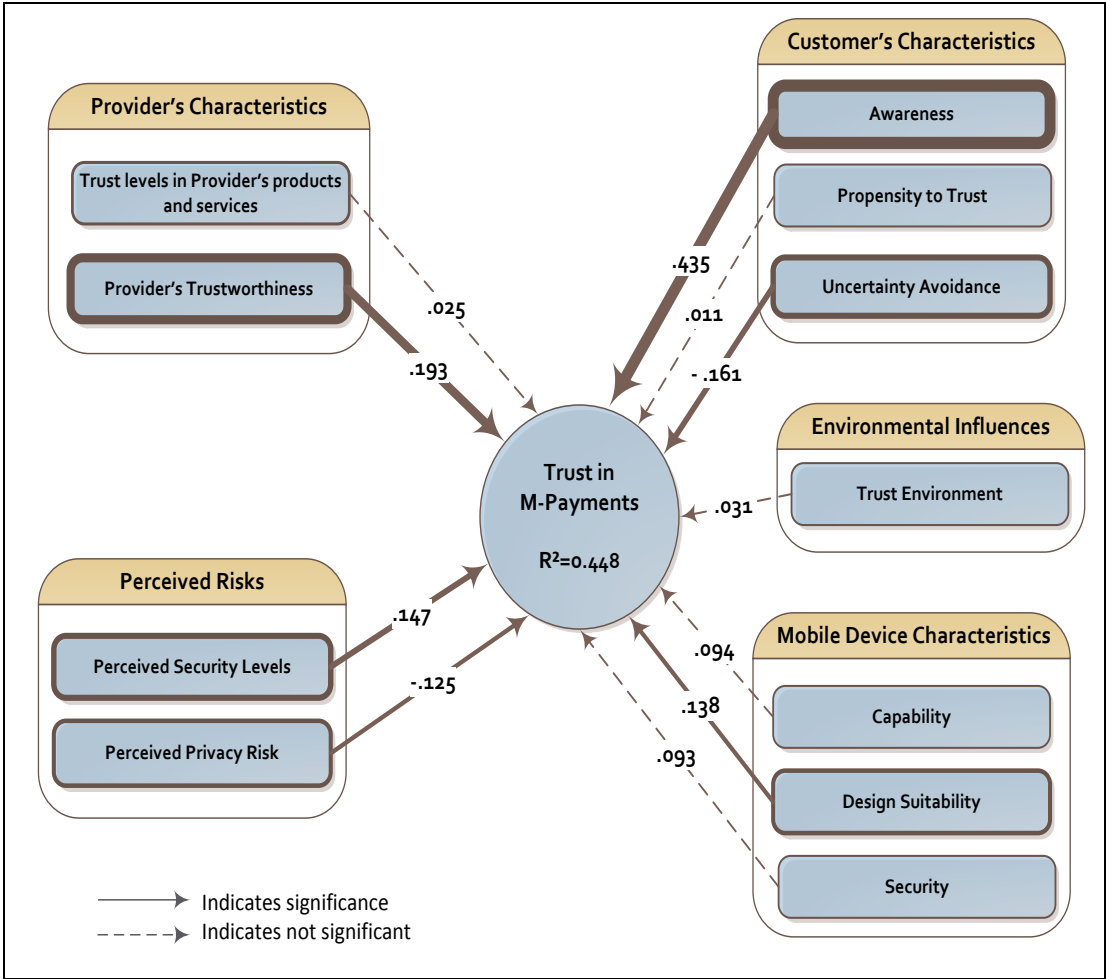 Provider's Characteristics
Trust levels in Provider's products
and services
Provider's Trustworthiness
Customer's Characteristics
Awareness
Propensity to Trust
Uncertainty Avoidance
.025
.193
.435
.011
- .161
Environmental Influences
Trust Environment
.031
Trust in
M-Payments
R²=0.448
Perceived Risks
Perceived Security Levels
Perceived Privacy Risk
.147
-.125
Mobile Device Characteristics
Capability
Design Suitability
Security
.094
.138
.093
Indicates significance
Indicates not significant